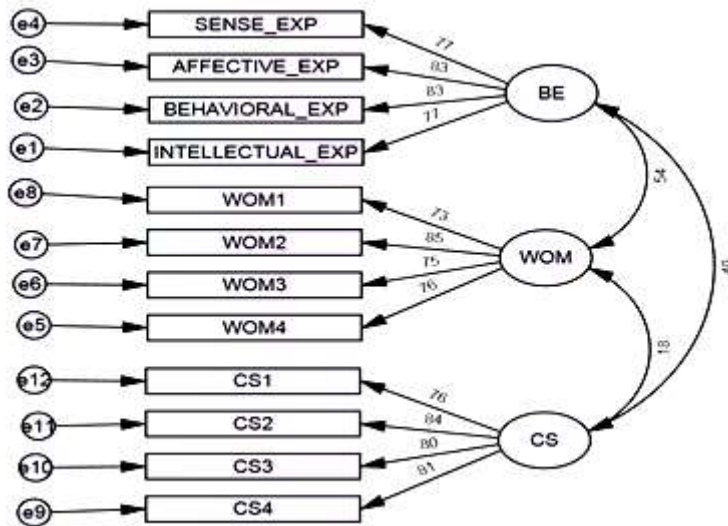 e4 SENSE_EXP
77
e3 AFFECTIVE_EXP
83
BE
e2 BEHAVIORAL_EXP
83
e1 INTELLECTUAL_EXP
77
54
e8 WOM1
73
e7 WOM2
85
WOM
e6 WOM3
75
e5 WOM4
76
18
e12 CS1
76
e11 CS2
84
CS
e10 CS3
80
e9 CS4
81